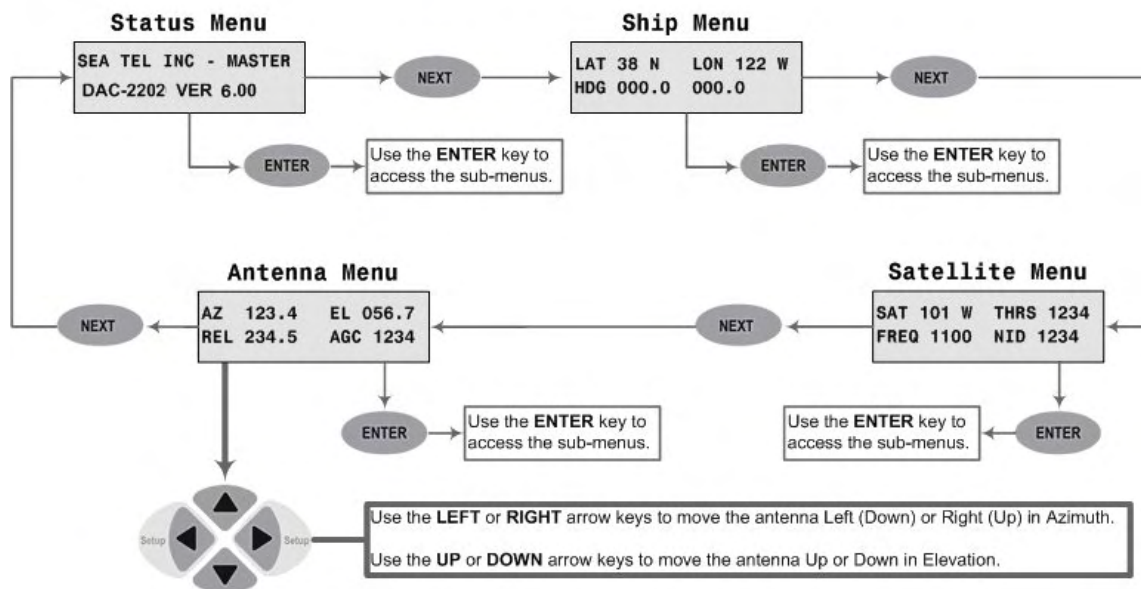 Status Menu
SEA TEL INC - MASTER
DAC-2202 VER 6.00
NEXT
ENTER
Use the ENTER key to
access the sub-menus.
Ship Menu
LAT 38 N LON 122 W
HDG 000.0 000.0
NEXT
ENTER
Use the ENTER key to
access the sub-menus.
Satellite Menu
SAT 101 W THRS 1234
FREQ 1100 NID 1234
ENTER
Use the ENTER key to
access the sub-menus.
NEXT
Antenna Menu
AZ 123.4 EL 056.7
REL 234.5 AGC 1234
NEXT
ENTER
Use the ENTER key to
access the sub-menus.
Setup
Setup
Use the LEFT or RIGHT arrow keys to move the antenna Left (Down) or Right (Up) in Azimuth.
Use the UP or DOWN arrow keys to move the antenna Up or Down in Elevation.